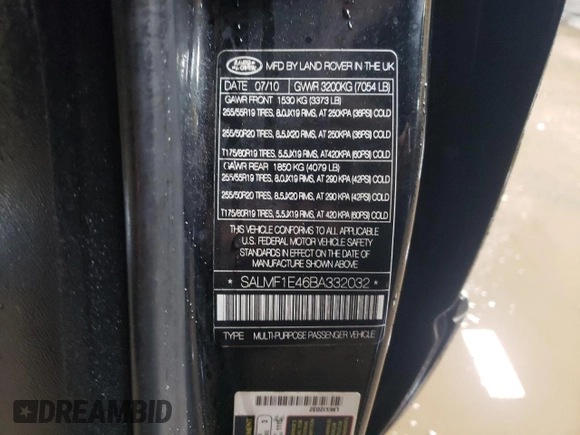 LAND ROVER
MFD BY LAND ROVER IN THE UK
DATE 07/10 GWWR 3200KG (7054 LB)
GAWR FRONT 1530 KG (3373 LB)
255/55R19 TIRES, 8.0JX19 RIMS, AT 250KPA (36PSI) COLD
255/50R20 TIRES, 8.5JX20 RIMS, AT 250KPA (36PSI) COLD
T175/80R19 TIRES, 5.5JX19 RIMS, AT420KPA (60PSI) COLD
GAWR REAR 1850 KG (4079 LB)
255/55R19 TIRES, 8.0JX19 RIMS, AT 290 KPA (42PSI) COLD
255/50R20 TIRES, 8.5JX20 RIMS, AT 290 KPA (42PSI) COLD
T175/80R19 TIRES, 5.5JX19 RIMS, AT 420 KPA (60PSI) COLD
THIS VEHICLE CONFORMS TO ALL APPLICABLE
U.S. FEDERAL MOTOR VEHICLE SAFETY
STANDARDS IN EFFECT ON THE DATE OF
MANUFACTURE SHOWN ABOVE
* SALMF1E46BA332032 *
TYPE MULTI-PURPOSE PASSENGER VEHICLE
LM332032
DREAMBID